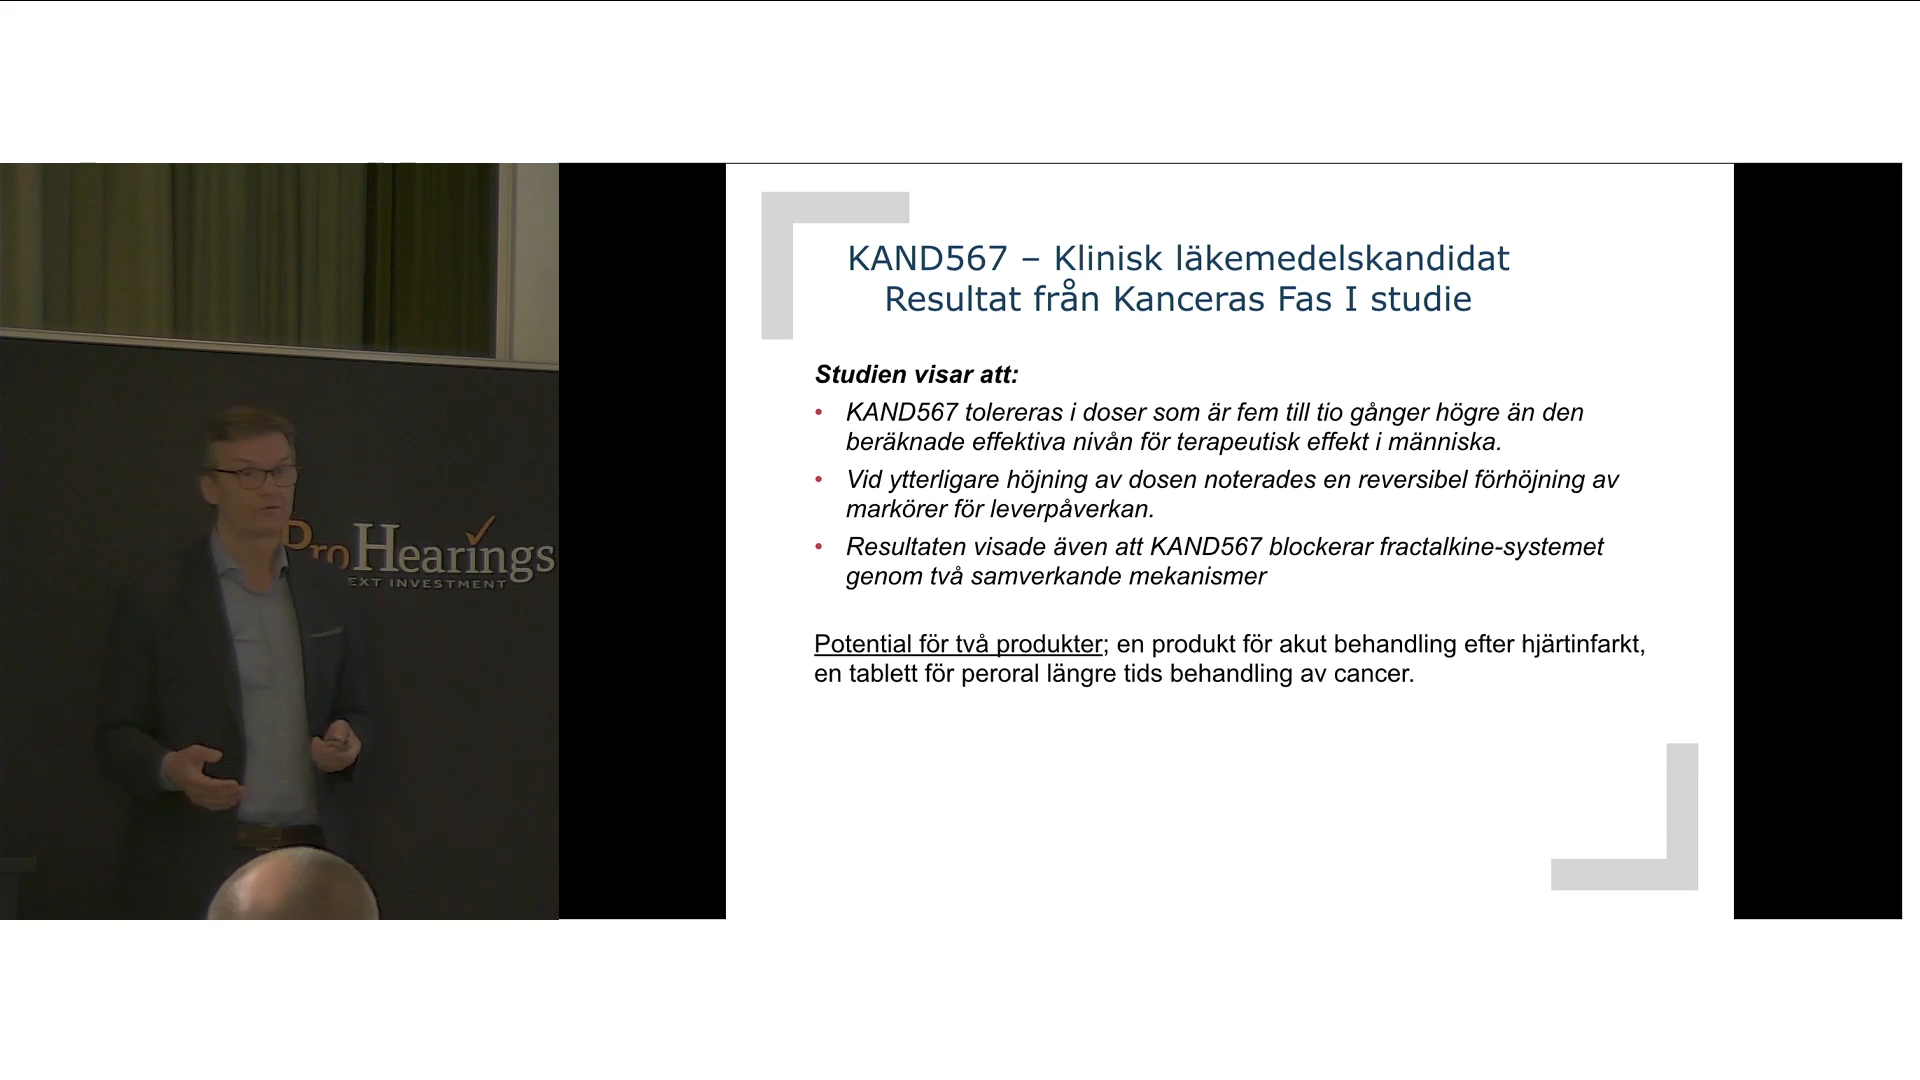 KAND567 – Klinisk läkemedelskandidat
Resultat från Kanceras Fas I studie
Studien visar att:
• KAND567 tolereras i doser som är fem till tio gånger högre än den
beräknade effektiva nivån för terapeutisk effekt i människa.
• Vid ytterligare höjning av dosen noterades en reversibel förhöjning av
markörer för leverpåverkan.
• Resultaten visade även att KAND567 blockerar fractalkine-systemet
genom två samverkande mekanismer
Potential för två produkter; en produkt för akut behandling efter hjärtinfarkt,
en tablett för peroral längre tids behandling av cancer.
ProHearings
EXT INVESTMENT